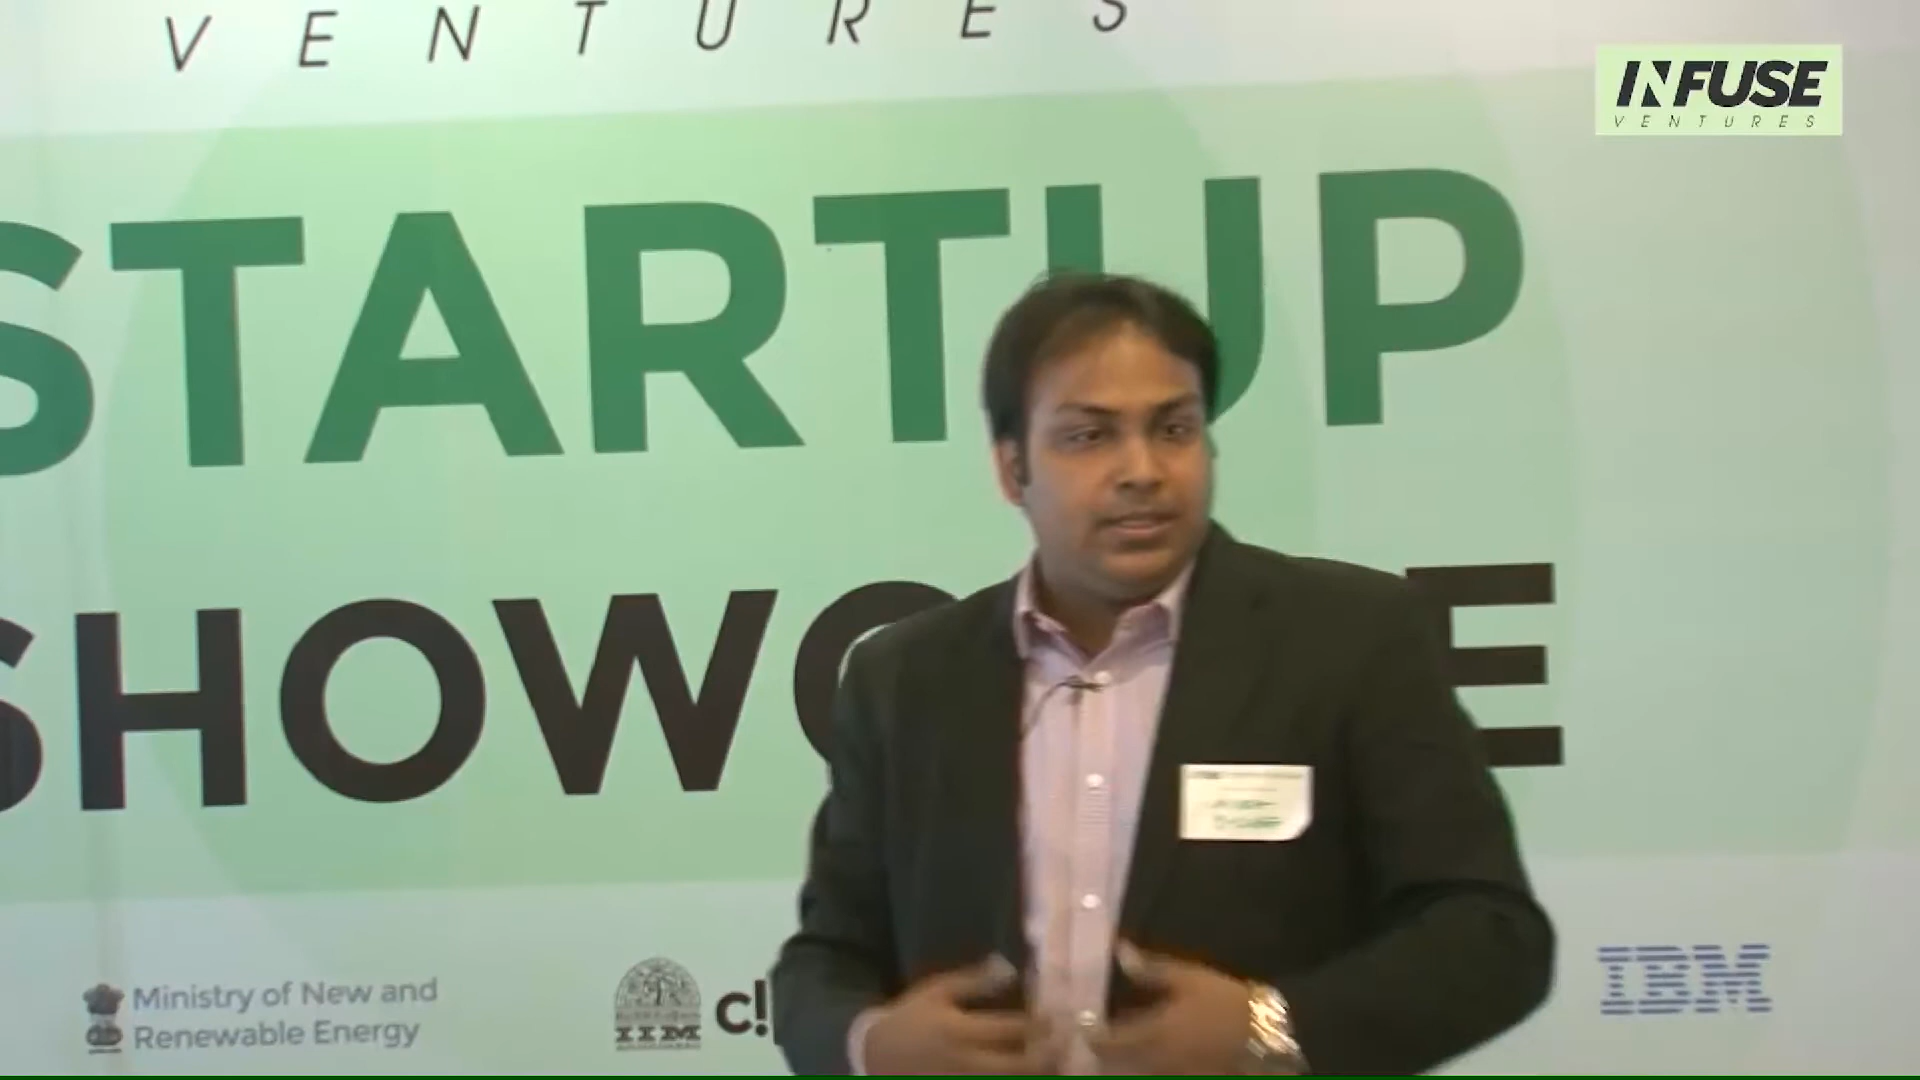 VENTURES
INFUSE
VENTURES
STARTUP
SHOWC E
Ministry of New and
Renewable Energy
IIM
c!
IBM